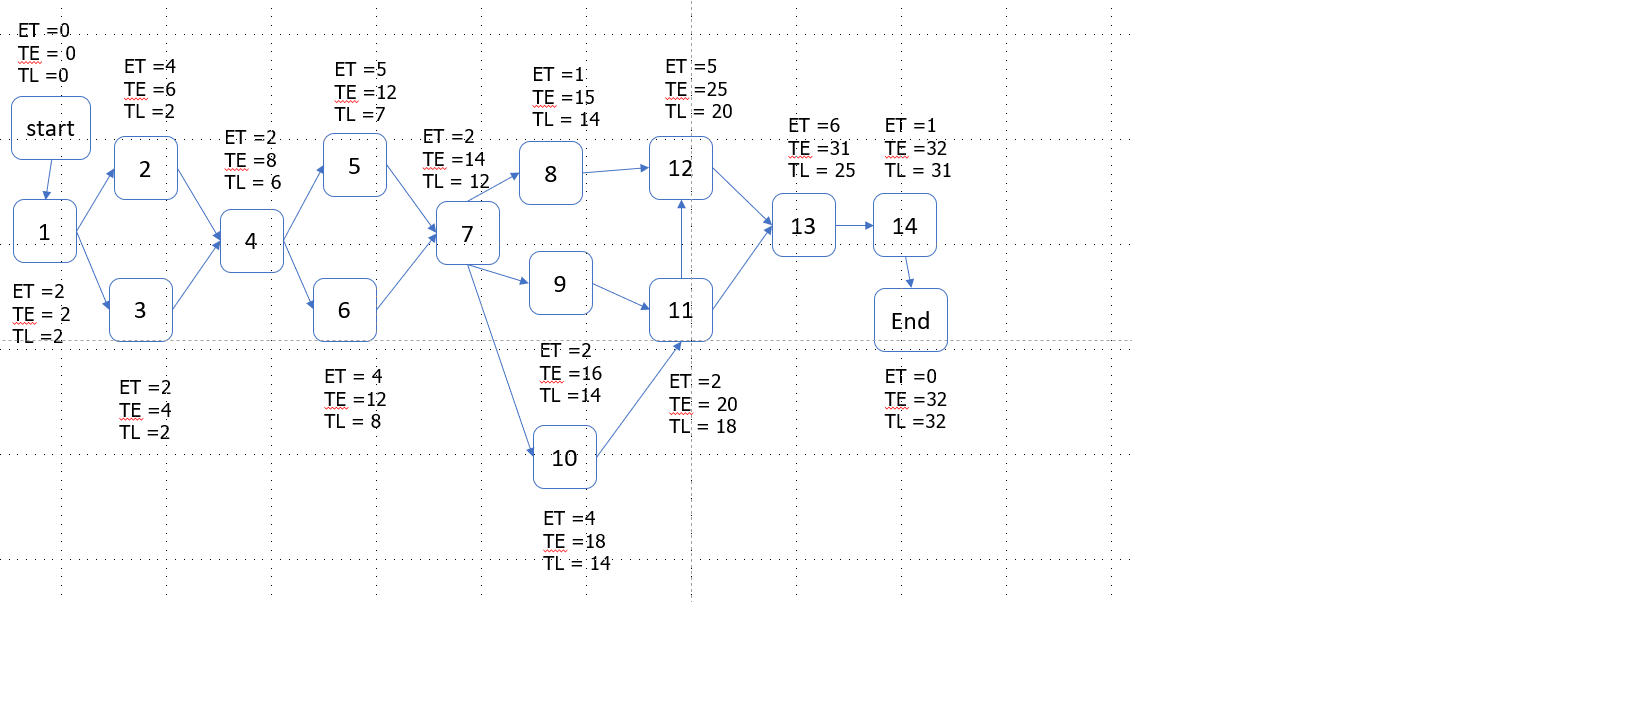 ET =0
TE = 0
TL =0
start
1
ET =2
TE = 2
TL =2
ET =4
TE =6
TL =2
2
3
ET =2
TE =4
TL =2
ET =2
TE =8
TL = 6
4
ET =5
TE =12
TL =7
5
6
ET = 4
TE =12
TL = 8
ET =2
TE =14
TL = 12
7
ET =1
TE =15
TL = 14
8
9
ET =2
TE =16
TL =14
10
ET =4
TE =18
TL = 14
ET =5
TE =25
TL = 20
12
11
ET =2
TE = 20
TL = 18
ET =6
TE =31
TL = 25
13
ET =1
TE =32
TL = 31
14
End
ET =0
TE =32
TL =32